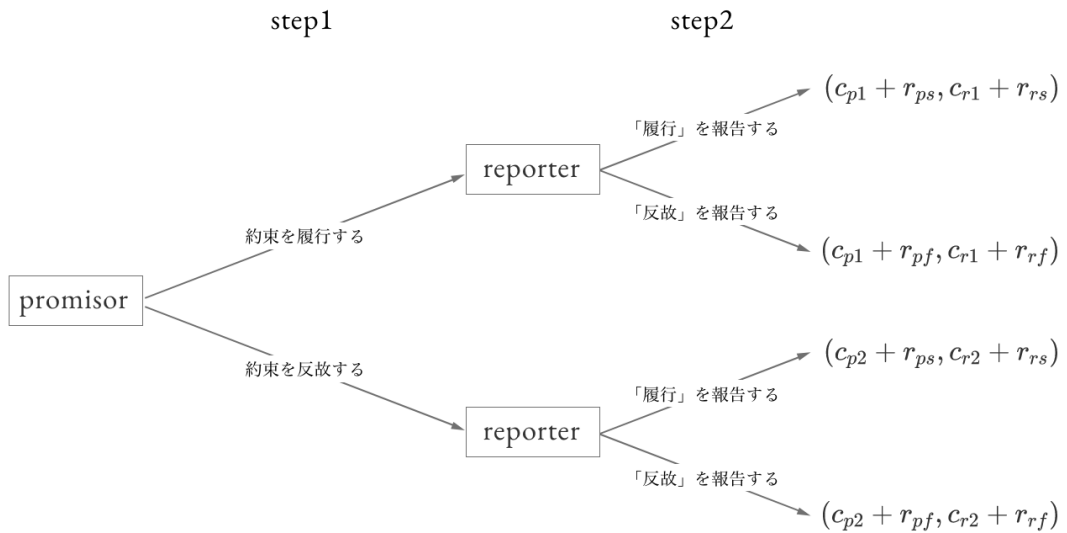 step1 step2
(c_{p1} + r_{ps}, c_{r1} + r_{rs})
「履行」を報告する
reporter
「反故」を報告する
約束を履行する
(c_{p1} + r_{pf}, c_{r1} + r_{rf})
promisor
(c_{p2} + r_{ps}, c_{r2} + r_{rs})
約束を反故する
「履行」を報告する
reporter
「反故」を報告する
(c_{p2} + r_{pf}, c_{r2} + r_{rf})